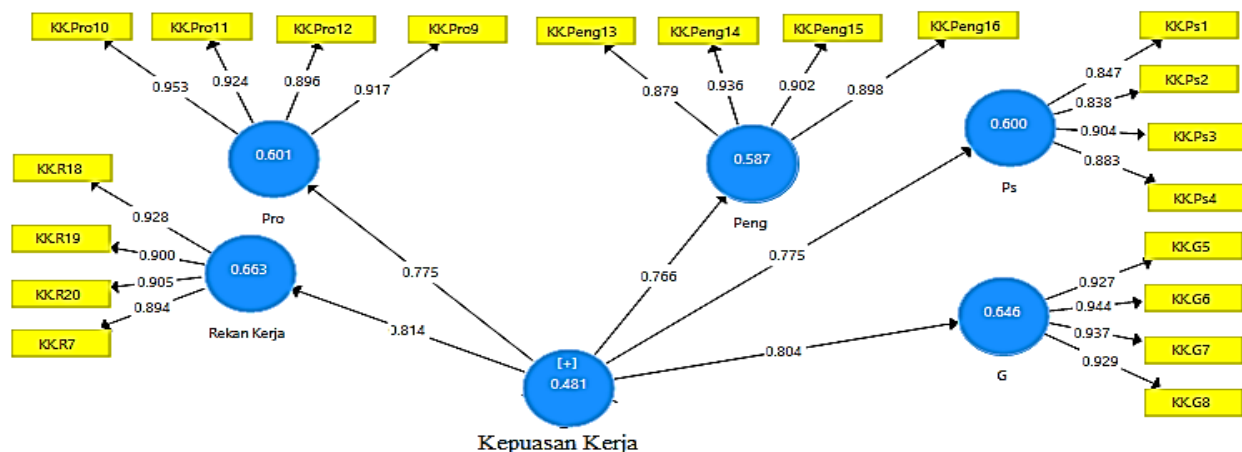 KK.Pro10
KK.Pro11
KK.Pro12
KK.Pro9
0.953
0.924
0.896
0.917
0.601
Pro
KK.Peng13
KK.Peng14
KK.Peng15
KK.Peng16
0.879
0.936
0.902
0.898
0.587
Peng
KK.Ps1
KK.Ps2
KK.Ps3
KK.Ps4
0.847
0.838
0.904
0.883
0.600
Ps
KK.R18
KK.R19
KK.R20
KK.R7
0.928
0.900
0.905
0.894
0.663
Rekan Kerja
KK.G5
KK.G6
KK.G7
KK.G8
0.927
0.944
0.937
0.929
0.646
G
0.775
0.766
0.775
0.814
0.804
[+]
0.481
Kepuasan Kerja